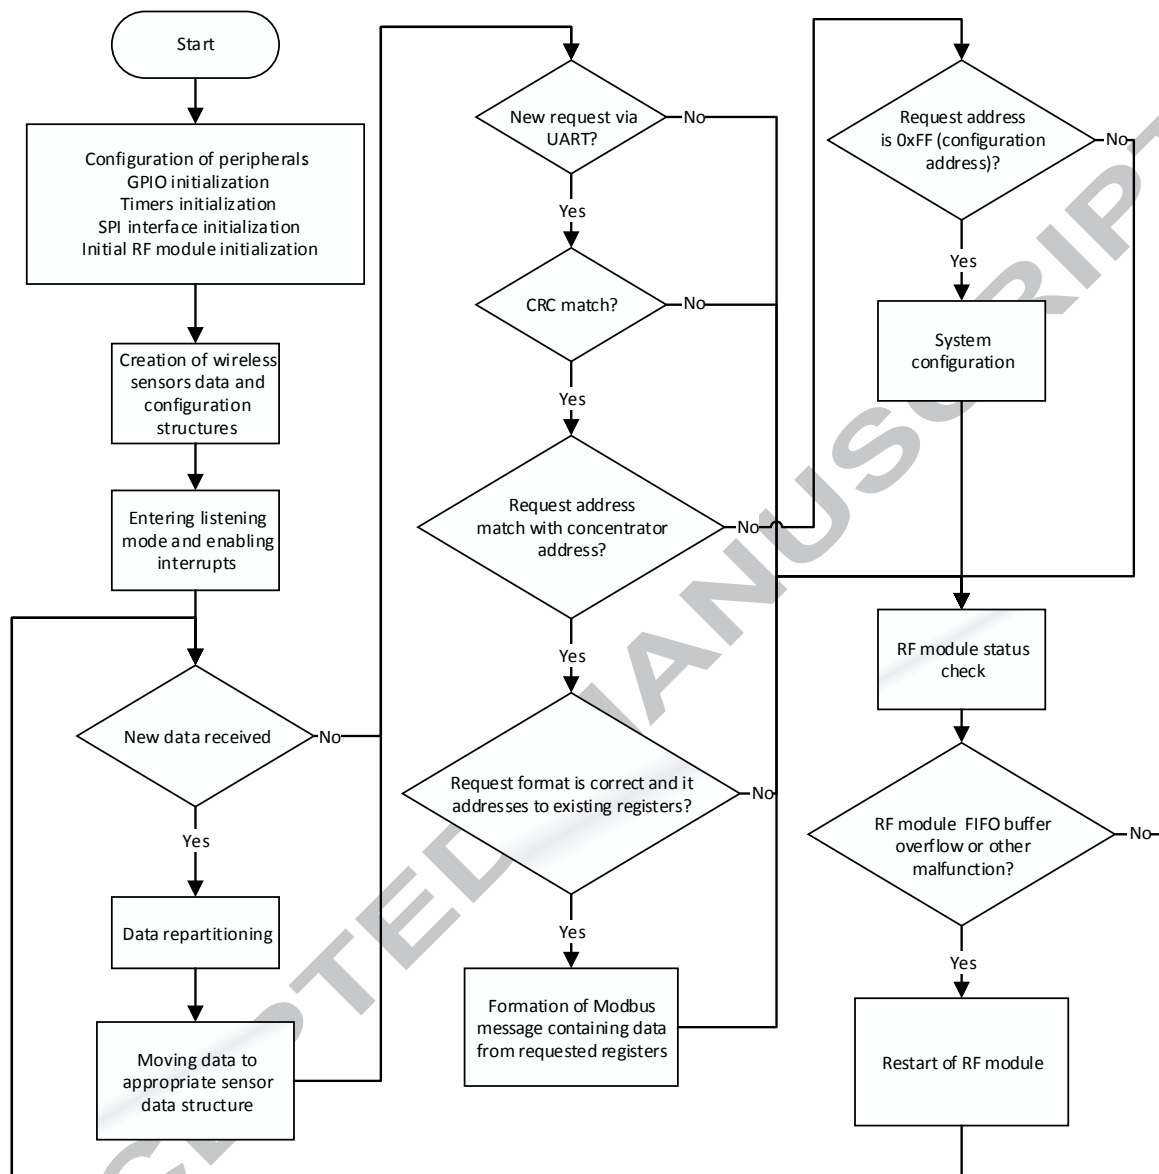 Start
Configuration of peripherals
GPIO initialization
Timers initialization
SPI interface initialization
Initial RF module initialization
Creation of wireless
sensors data and
configuration
structures
Entering listening
mode and enabling
interrupts
New data received
No
Yes
Data repartitioning
Moving data to
appropriate sensor
data structure
New request via
UART?
No
Yes
CRC match?
No
Yes
Request address
match with concentrator
address?
No
Yes
Request format is correct and it
addresses to existing registers?
No
Yes
Formation of Modbus
message containing data
from requested registers
Request address
is 0xFF (configuration
address)?
No
Yes
System
configuration
RF module status
check
RF module FIFO buffer
overflow or other
malfunction?
No
Yes
Restart of RF module